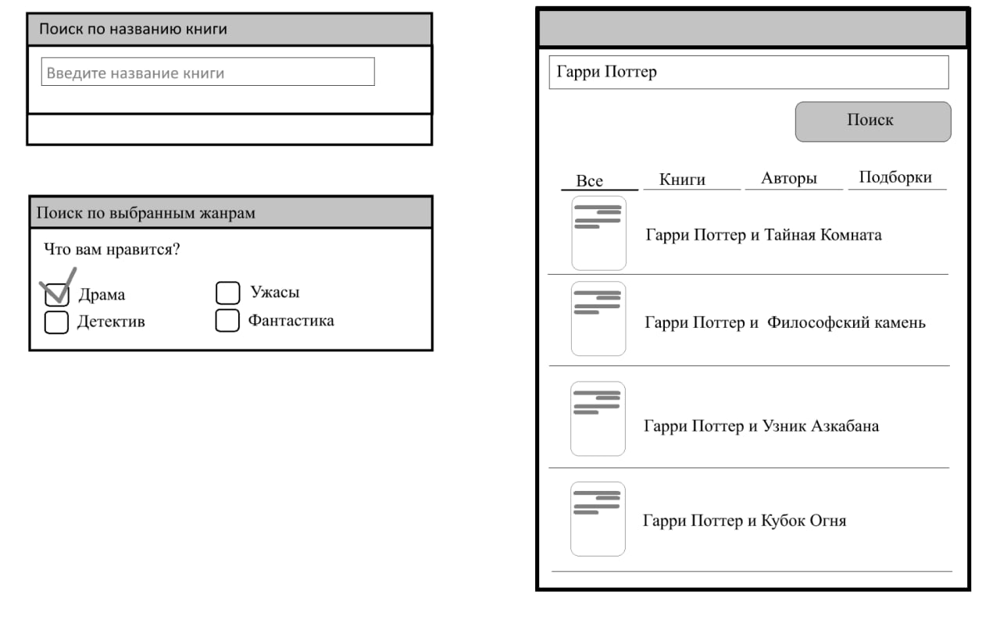 Поиск по названию книги
Введите название книги
Поиск по выбранным жанрам
Что вам нравится?
Драма
Ужасы
Детектив
Фантастика
Гарри Поттер
Поиск
Все Книги Авторы Подборки
Гарри Поттер и Тайная Комната
Гарри Поттер и Философский камень
Гарри Поттер и Узник Азкабана
Гарри Поттер и Кубок Огня